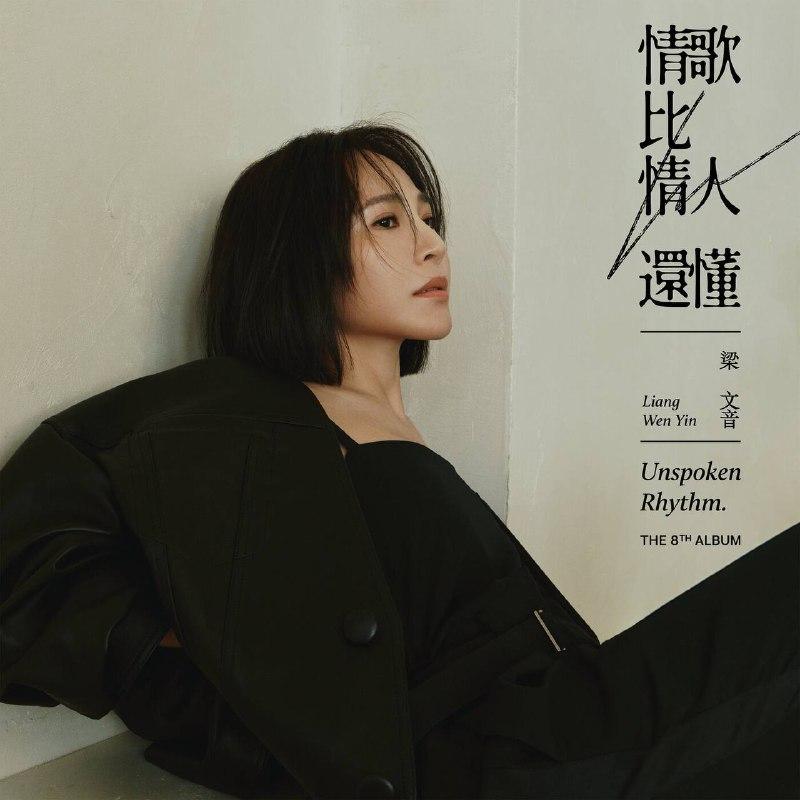 情歌
比
情人
還懂
梁文音
Liang
Wen Yin
Unspoken
Rhythm.
THE 8TH ALBUM